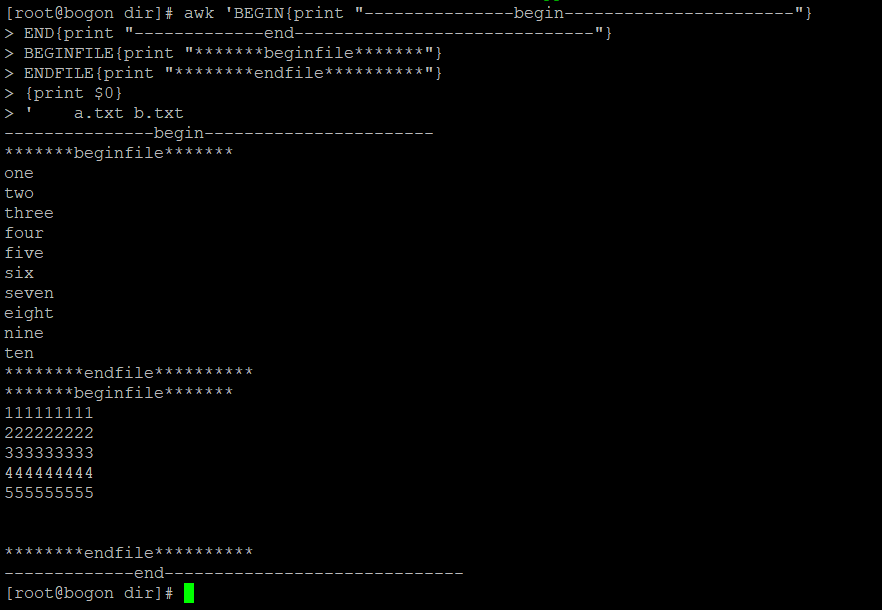 [root@bogon dir]# awk 'BEGIN{print "---------------begin-----------------------"}
> END{print "-------------end------------------------------"}
> BEGINFILE{print "*******beginfile*******"}
> ENDFILE{print "********endfile**********"}
> {print $0}
> '    a.txt b.txt
---------------begin-----------------------
*******beginfile*******
one
two
three
four
five
six
seven
eight
nine
ten
********endfile**********
*******beginfile*******
111111111
222222222
333333333
444444444
555555555
********endfile**********
-------------end------------------------------
[root@bogon dir]#